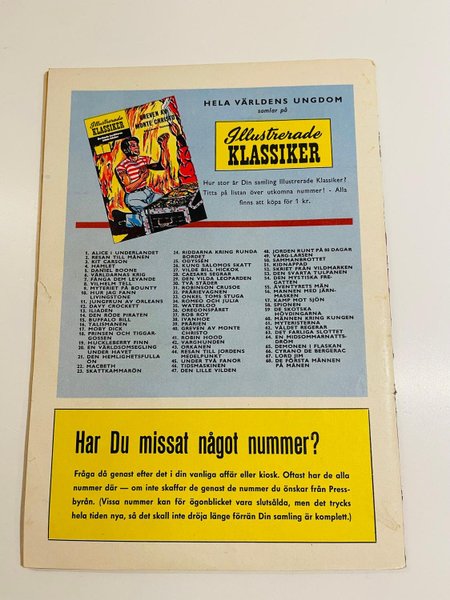 HELA VÄRLDENS UNGDOM
samlar på
Illustrerade
KLASSIKER
Hur stor är Din samling Illustrerade Klassiker?
Titta på listan över utkomna nummer! - Alla
finns att köpa för 1 kr.
Illustrerade
KLASSIKER
GREVEN AV
MONTE CHRISTO
1. ALICE I UNDERLANDET
2. RESAN TILL MÅNEN
3. KIT CARSON
4. HAMLET
5. DANIEL BOONE
6. VÄRLDARNAS KRIG
7. FÅNGA DEM LEVANDE
8. VILHELM TELL
9. MYTERIET PÅ BOUNTY
10. HUR JAG FANN
LIVINGSTONE
11. JUNGFRUN AV ORLEANS
12. DAVY CROCKETT
14. DEN RÖDE PIRATEN
15. BUFFALO BILL
16. TALISMANEN
17. MOBY DICK
18. PRINSEN OCH TIGGAR-
GOSSEN
19. HUCKLEBERRY FINN
20. EN VÄRLDSOMSEGLING
UNDER HAVET
21. DEN HEMLIGHETSFULLA
ÖN
22. MACBETH
23. SKATTKAMMARÖN
24. RIDDARNA KRING RUNDA
BORDET
25. ODYSSEN
26. KUNG SALOMOS SKATT
27. VILDE BILL HICKOK
28. CAESARS SEGRAR
29. DEN VILDA LEOPARDEN
30. TVÅ STÄDER
31. ROBINSON CRUSOE
32. PRÄRIEVAGNEN
33. ONKEL TOMS STUGA
34. ROMEO OCH JULIA
35. WATERLOO
36. OREGONSPÅRET
37. ROB ROY
38. IVANHOE
39. PRÄRIEN
40. GREVEN AV MONTE
CHRISTO
41. ROBIN HOOD
42. VARGHUNDEN
43. ORKANEN
44. RESAN TILL JORDENS
MEDELPUNKT
45. UNDER TVÅ FANOR
46. TIDSMASKINEN
47. DEN LILLE VILDEN
48. JORDEN RUNT PÅ 80 DAGAR
49. VARG-LARSEN
50. SAMMANBROTTET
51. KIDNAPPAD
52. SKRIET FRÅN VILDMARKEN
53. DEN SVARTA TULPANEN
54. DEN MYSTISKA FRE-
GATTEN
55. ÄVENTYRETS MÄN
56. MANNEN MED JÄRN-
MASKEN
57. KAMP MOT SJÖN
58. SPIONEN
59. DE SKOTSKA
HÖVDINGARNA
60. MÄNNEN KRING KUNGEN
61. MYTERISTERNA
62. VÅLDET REGERAR
63. DET FARLIGA SLOTTET
64. EN MIDSOMMARNATTS-
DRÖM
65. DEMONEN I FLASKAN
66. CYRANO DE BERGERAC
67. LORD JIM
68. DE FÖRSTA MÄNNEN
PÅ MÅNEN
Har Du missat något nummer?
Fråga då genast efter det i din vanliga affär eller kiosk. Oftast har de alla
nummer där — om inte skaffar de genast de nummer du önskar från Press-
byrån. (Vissa nummer kan för ögonblicket vara slutsålda, men det trycks
hela tiden nya, så det skall inte dröja länge förrän Din samling är komplett.)